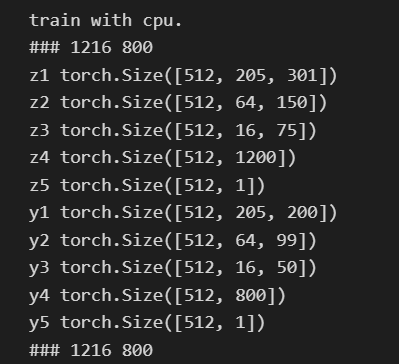 train with cpu.
### 1216 800
z1 torch.Size([512, 205, 301])
z2 torch.Size([512, 64, 150])
z3 torch.Size([512, 16, 75])
z4 torch.Size([512, 1200])
z5 torch.Size([512, 1])
y1 torch.Size([512, 205, 200])
y2 torch.Size([512, 64, 99])
y3 torch.Size([512, 16, 50])
y4 torch.Size([512, 800])
y5 torch.Size([512, 1])
### 1216 800